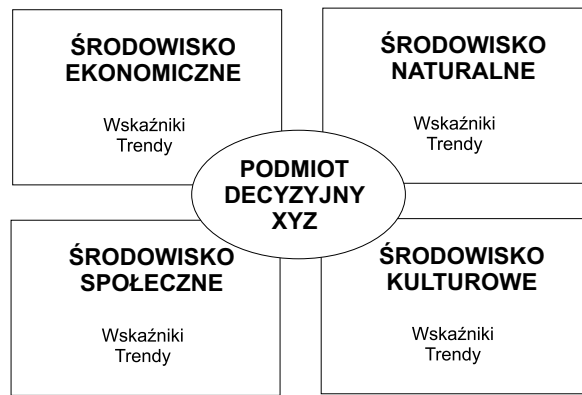 ŚRODOWISKO
EKONOMICZNE
Wskaźniki
Trendy
ŚRODOWISKO
NATURALNE
Wskaźniki
Trendy
PODMIOT
DECYZYJNY
XYZ
ŚRODOWISKO
SPOŁECZNE
Wskaźniki
Trendy
ŚRODOWISKO
KULTUROWE
Wskaźniki
Trendy